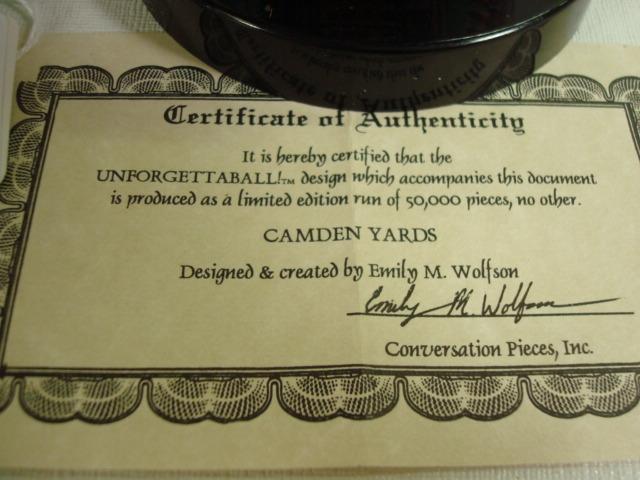 Certificate of Authenticity
It is hereby certified that the
UNFORGETTABALL!™ design which accompanies this document
is produced as a limited edition run of 50,000 pieces, no other.
CAMDEN YARDS
Designed & created by Emily M. Wolfson
Emily M. Wolfson
Conversation Pieces, Inc.